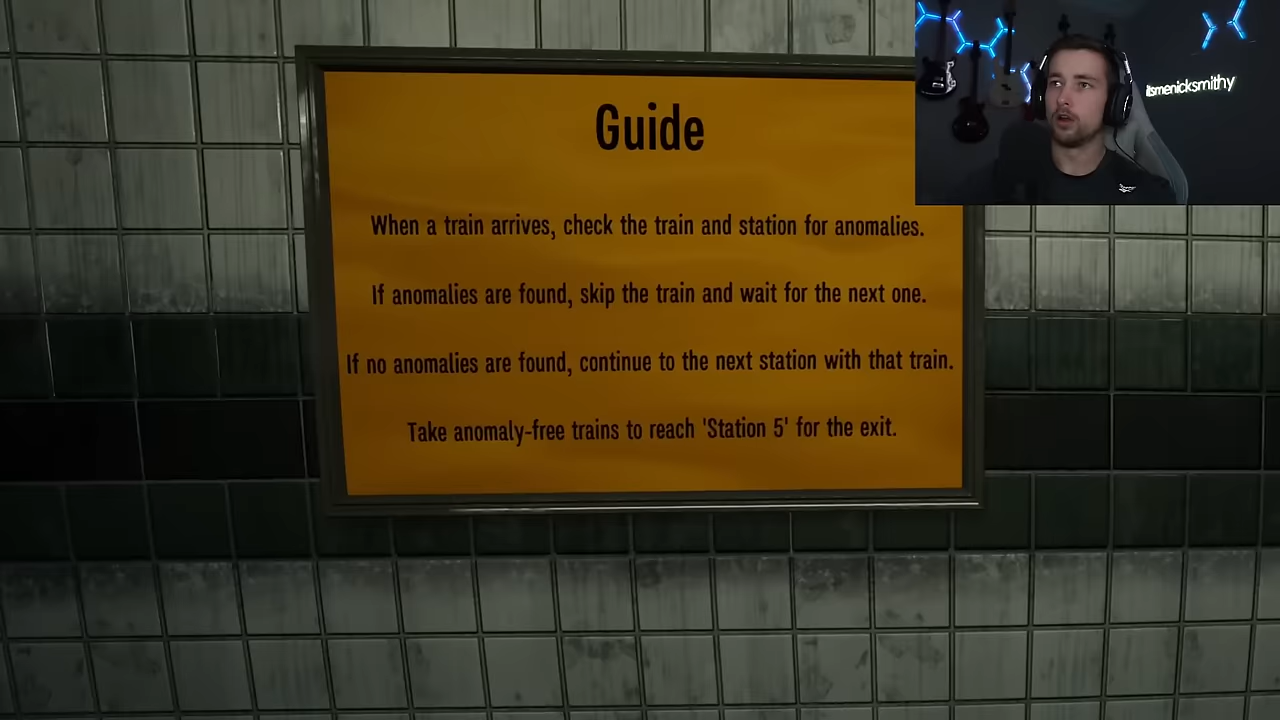 Guide
itsmenicksmithy
When a train arrives, check the train and station for anomalies.
If anomalies are found, skip the train and wait for the next one.
If no anomalies are found, continue to the next station with that train.
Take anomaly-free trains to reach 'Station 5' for the exit.